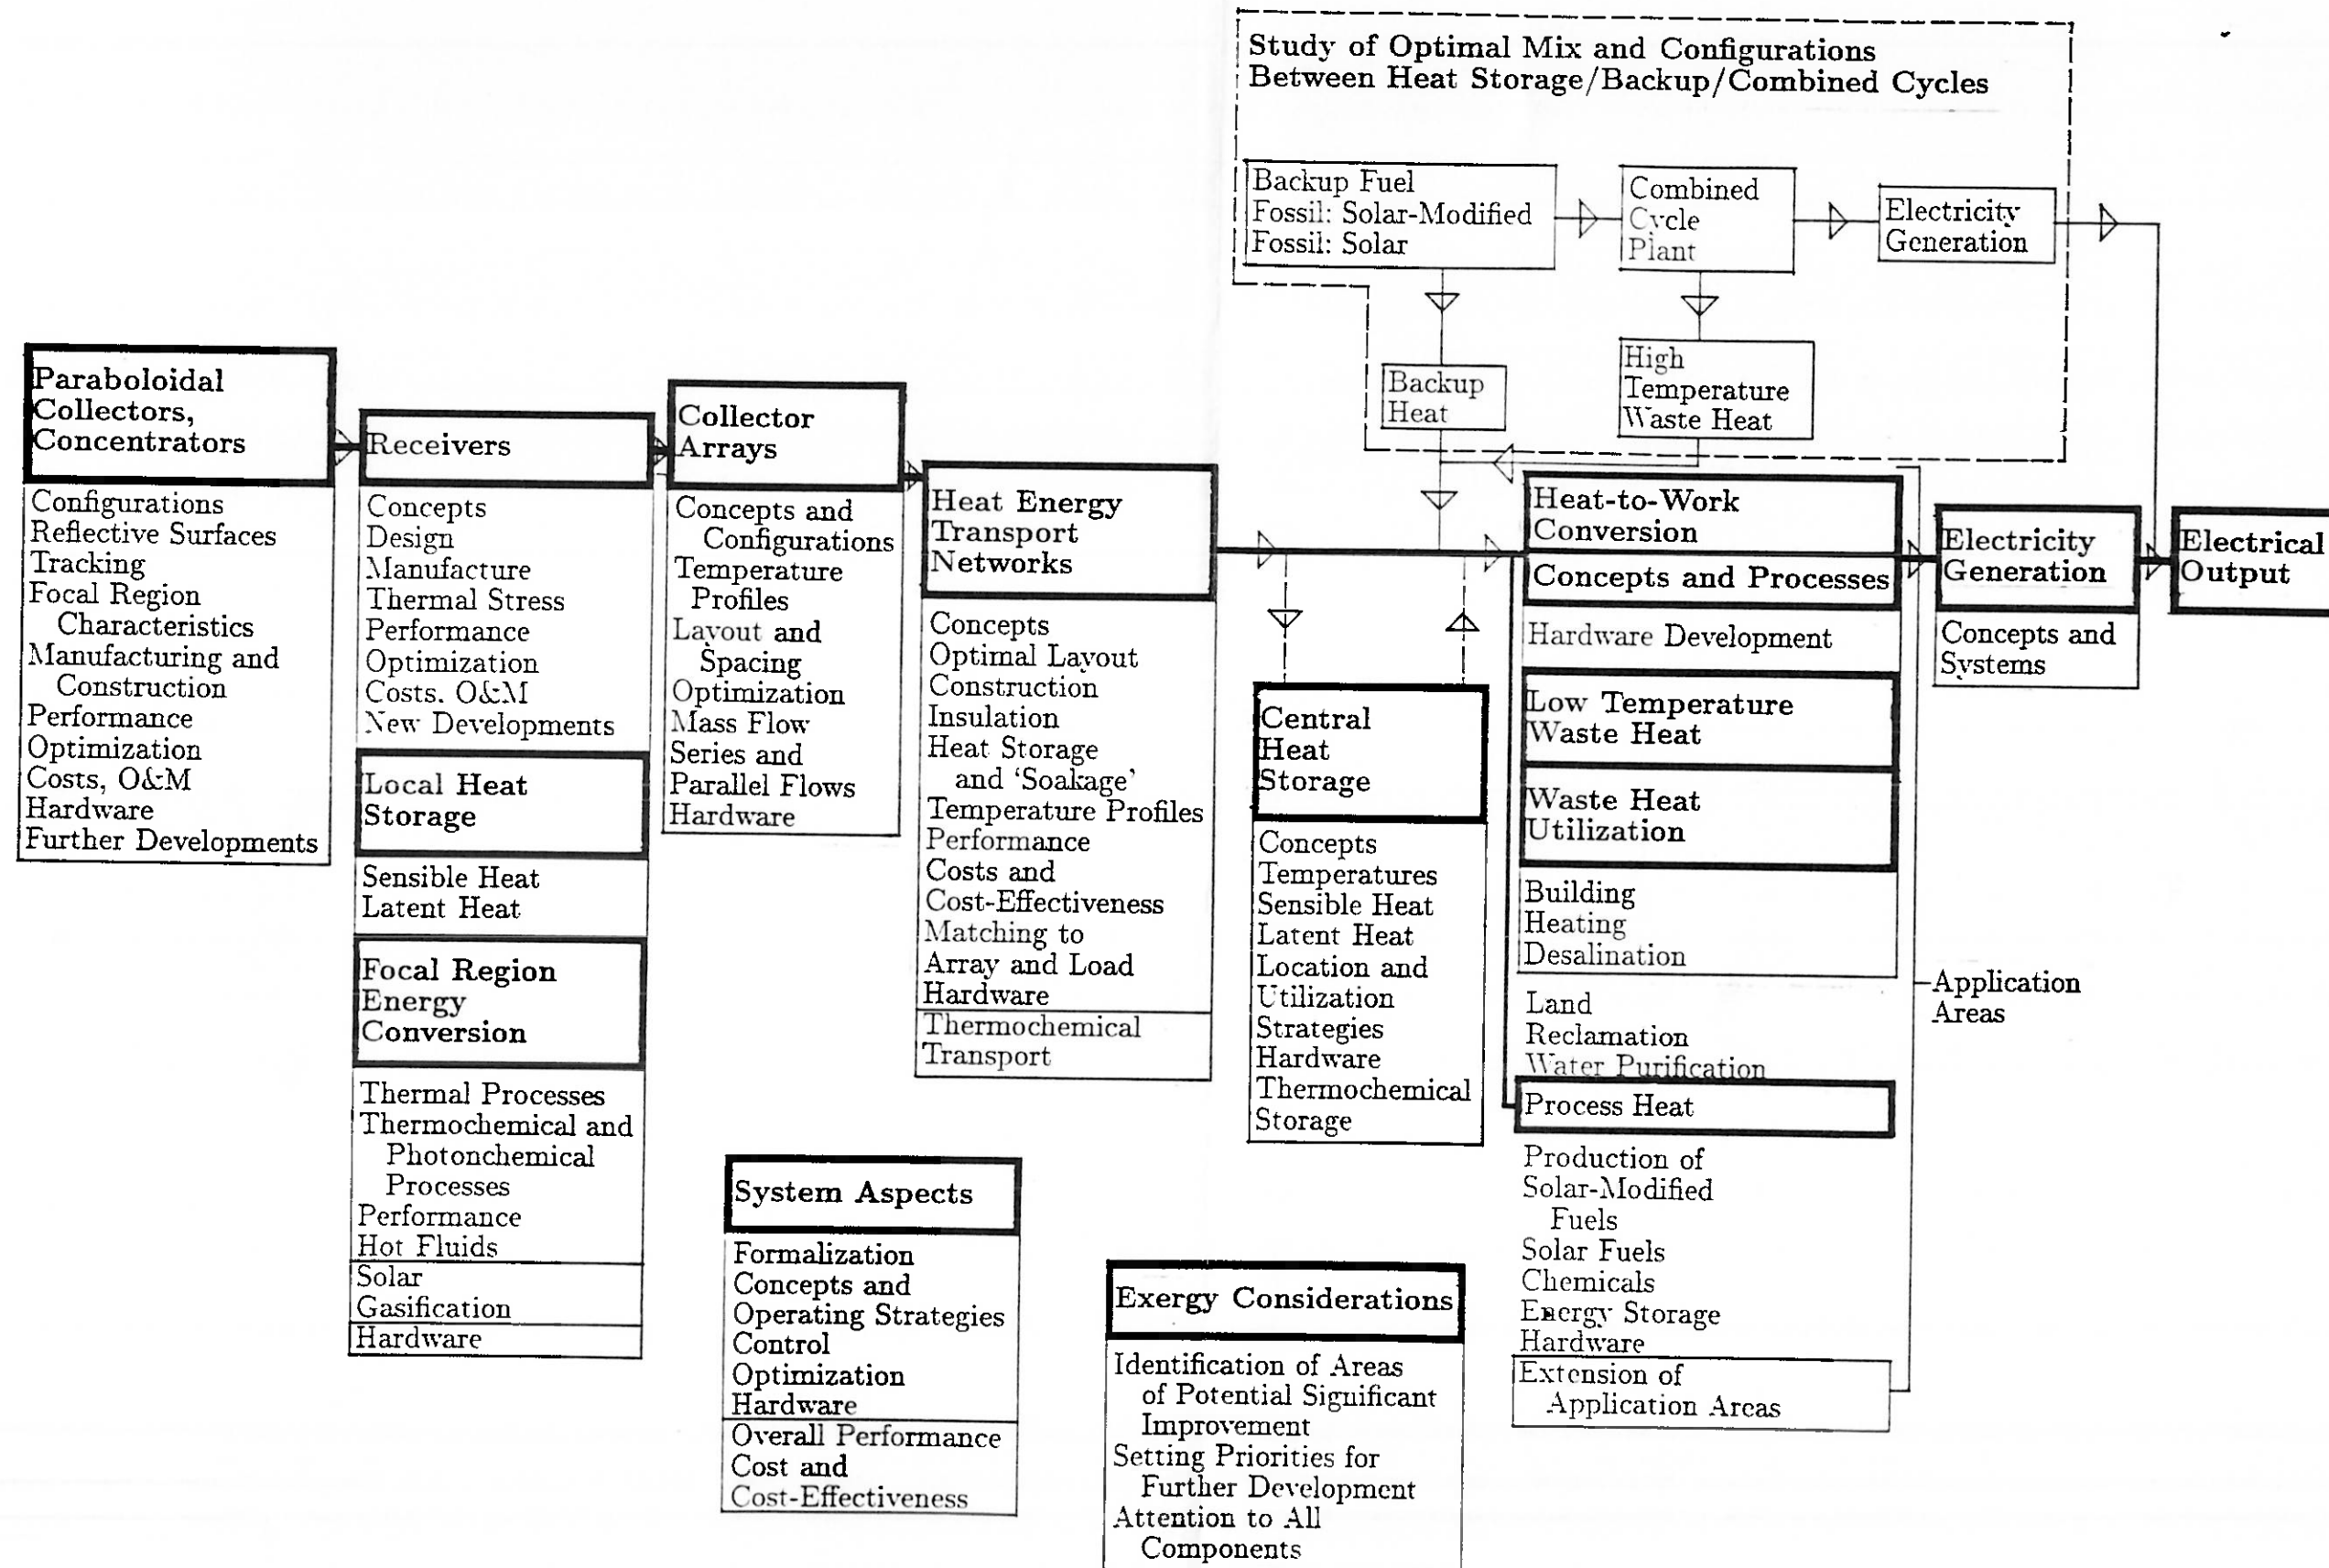 Study of Optimal Mix and Configurations
Between Heat Storage/Backup/Combined Cycles
Backup Fuel
Fossil: Solar-Modified
Fossil: Solar
Combined
Cycle
Plant
Electricity
Generation
Backup
Heat
High
Temperature
Waste Heat
Paraboloidal
Collectors,
Concentrators
Configurations
Reflective Surfaces
Tracking
Focal Region
Characteristics
Manufacturing and
Construction
Performance
Optimization
Costs, O&M
Hardware
Further Developments
Receivers
Concepts
Design
Manufacture
Thermal Stress
Performance
Optimization
Costs. O&M
New Developments
Local Heat
Storage
Sensible Heat
Latent Heat
Focal Region
Energy
Conversion
Thermal Processes
Thermochemical and
Photonchemical
Processes
Performance
Hot Fluids
Solar
Gasification
Hardware
Collector
Arrays
Concepts and
Configurations
Temperature
Profiles
Layout and
Spacing
Optimization
Mass Flow
Series and
Parallel Flows
Hardware
Heat Energy
Transport
Networks
Concepts
Optimal Layout
Construction
Insulation
Heat Storage
and ‘Soakage’
Temperature Profiles
Performance
Costs and
Cost-Effectiveness
Matching to
Array and Load
Hardware
Thermochemical
Transport
System Aspects
Formalization
Concepts and
Operating Strategies
Control
Optimization
Hardware
Overall Performance
Cost and
Cost-Effectiveness
Exergy Considerations
Identification of Areas
of Potential Significant
Improvement
Setting Priorities for
Further Development
Attention to All
Components
Central
Heat
Storage
Concepts
Temperatures
Sensible Heat
Latent Heat
Location and
Utilization
Strategies
Hardware
Thermochemical
Storage
Heat-to-Work
Conversion
Concepts and Processes
Hardware Development
Low Temperature
Waste Heat
Waste Heat
Utilization
Building
Heating
Desalination
Land
Reclamation
Water Purification
Process Heat
Production of
Solar-Modified
Fuels
Solar Fuels
Chemicals
Energy Storage
Hardware
Extension of
Application Areas
Application
Areas
Electricity
Generation
Concepts and
Systems
Electrical
Output